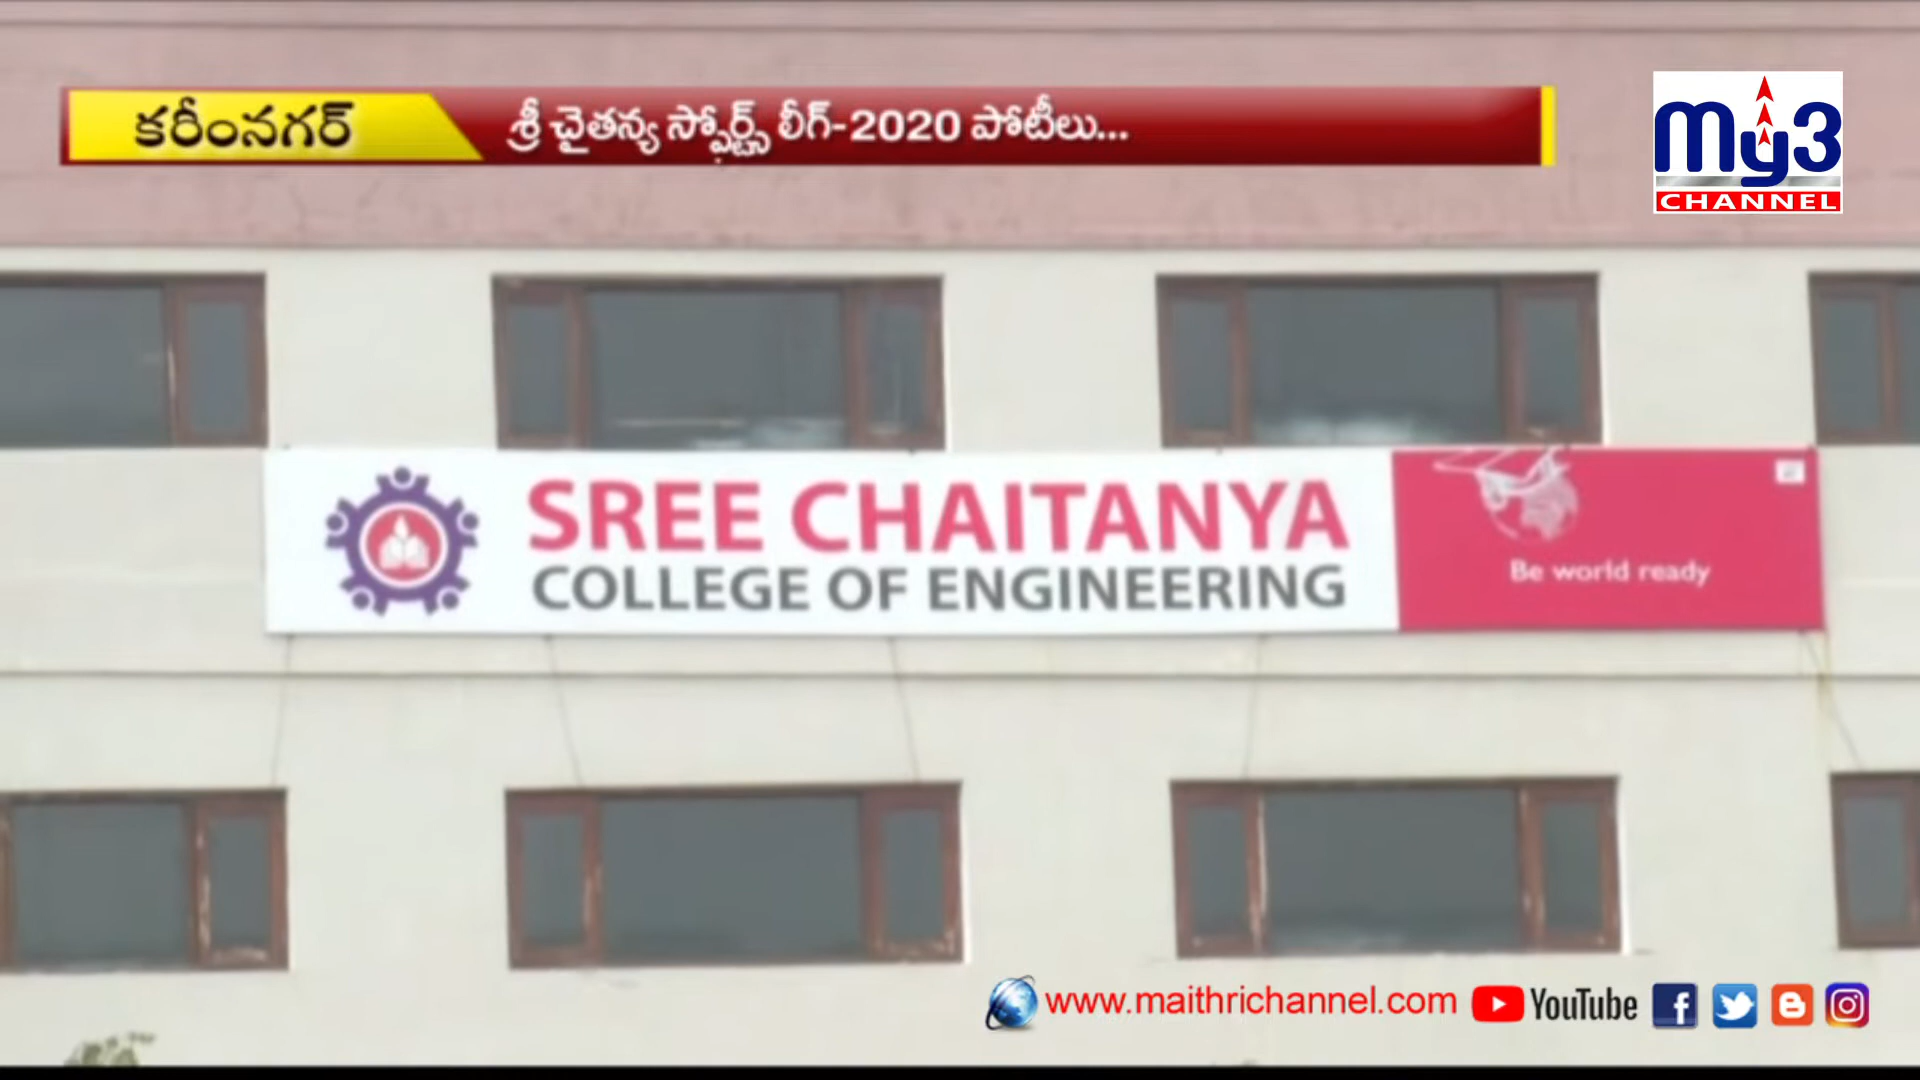 కరీంనగర్
శ్రీ చైతన్య స్పోర్ట్స్ లీగ్-2020 పోటీలు...
My3
CHANNEL
SREE CHAITANYA
COLLEGE OF ENGINEERING
Be world ready
www.maithrichannel.com
YouTube